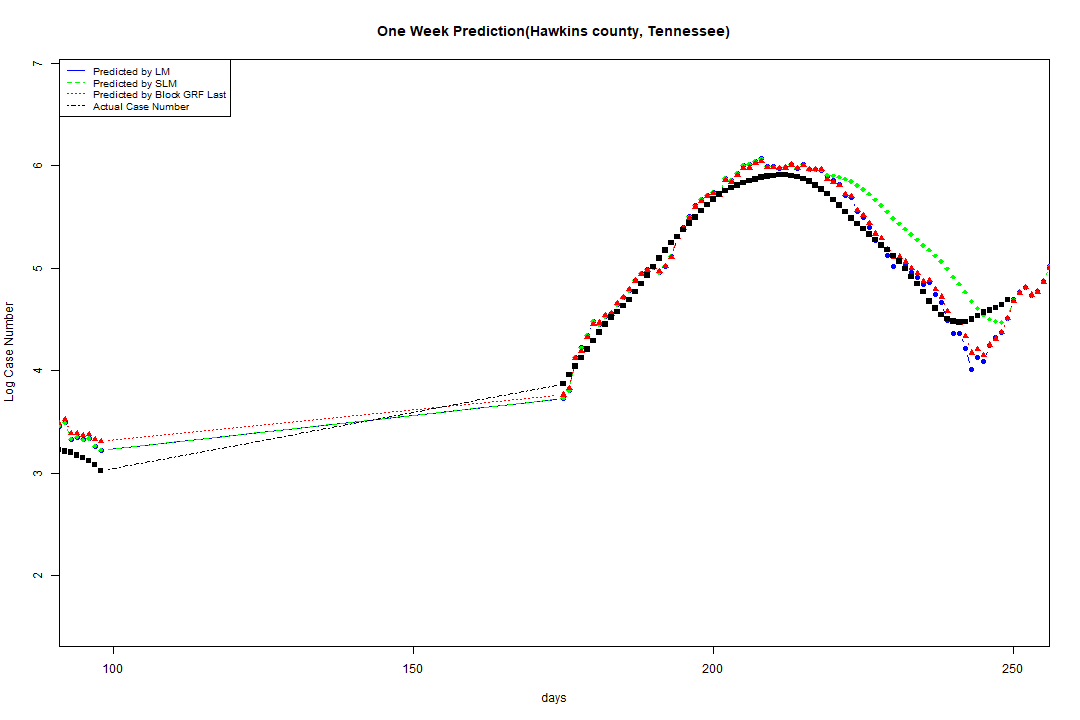 One Week Prediction(Hawkins county, Tennessee)
Predicted by LM
Predicted by SLM
Predicted by Block GRF Last
Actual Case Number
7
6
5
4
3
2
Log Case Number
100 150 200 250
days